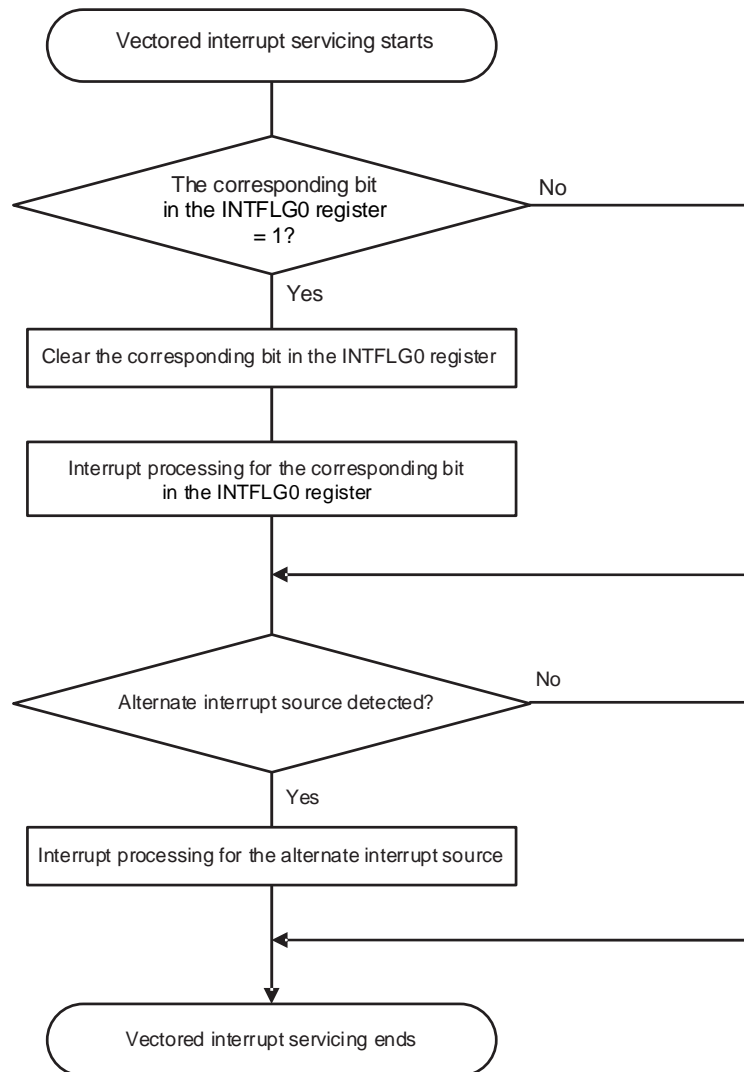 Vectored interrupt servicing starts
The corresponding bit
in the INTFLG0 register
= 1?
No
Yes
Clear the corresponding bit in the INTFLG0 register
Interrupt processing for the corresponding bit
in the INTFLG0 register
Alternate interrupt source detected?
No
Yes
Interrupt processing for the alternate interrupt source
Vectored interrupt servicing ends